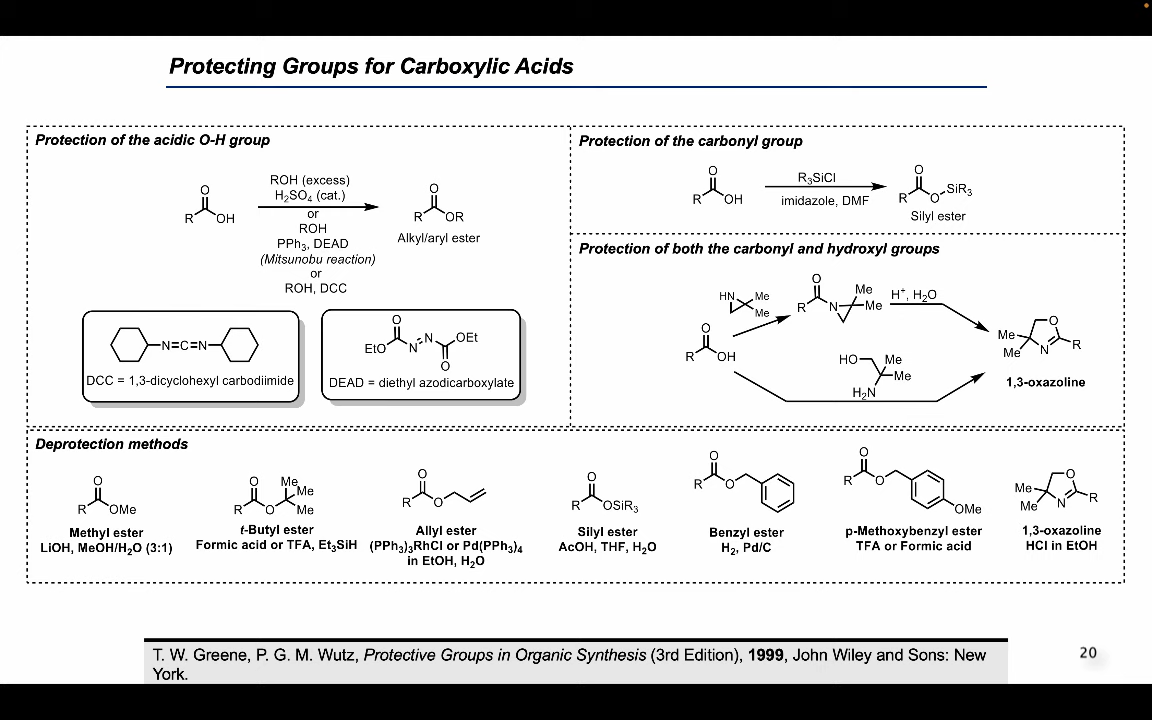 Protecting Groups for Carboxylic Acids
Protection of the acidic O-H group
O
R
OH
ROH (excess)
H₂SO₄ (cat.)
or
ROH
PPh₃, DEAD
(Mitsunobu reaction)
or
ROH, DCC
O
R
OR
Alkyl/aryl ester
N=C=N
DCC = 1,3-dicyclohexyl carbodiimide
O
EtO
N
N
OEt
O
DEAD = diethyl azodicarboxylate
Protection of the carbonyl group
O
R
OH
R₃SiCl
imidazole, DMF
O
R
O
SiR₃
Silyl ester
Protection of both the carbonyl and hydroxyl groups
O
R
OH
HN
Me
Me
O
R
N
Me
Me
H⁺, H₂O
HO
Me
Me
H₂N
Me
Me
O
N
R
1,3-oxazoline
Deprotection methods
O
R
OMe
Methyl ester
LiOH, MeOH/H₂O (3:1)
O
R
O
Me
Me
Me
t-Butyl ester
Formic acid or TFA, Et₃SiH
O
R
O
Allyl ester
(PPh₃)₃RhCl or Pd(PPh₃)₄
in EtOH, H₂O
O
R
OSiR₃
Silyl ester
AcOH, THF, H₂O
O
R
O
Benzyl ester
H₂, Pd/C
O
R
O
OMe
p-Methoxybenzyl ester
TFA or Formic acid
Me
Me
O
N
R
1,3-oxazoline
HCl in EtOH
T. W. Greene, P. G. M. Wutz, Protective Groups in Organic Synthesis (3rd Edition), 1999, John Wiley and Sons: New
York.
20